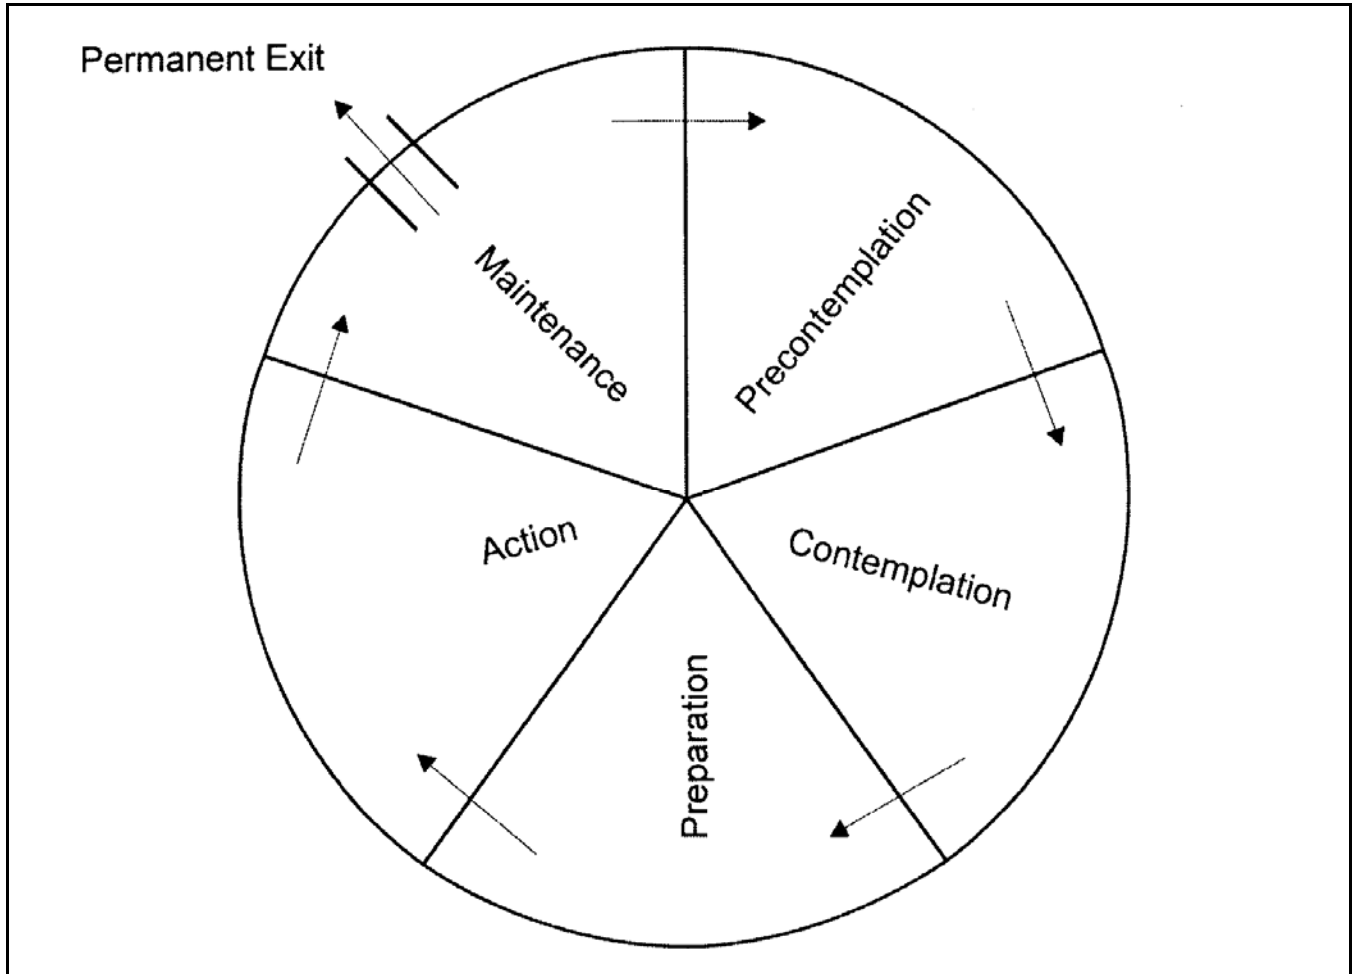 Permanent Exit
Maintenance
Precontemplation
Action
Contemplation
Preparation